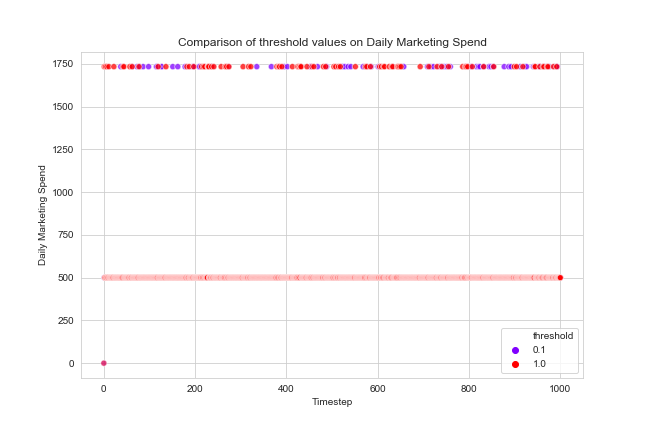 Comparison of threshold values on Daily Marketing Spend
1750
1500
1250
1000
750
500
250
0
Daily Marketing Spend
threshold
0.1
1.0
0 200 400 600 800 1000
Timestep